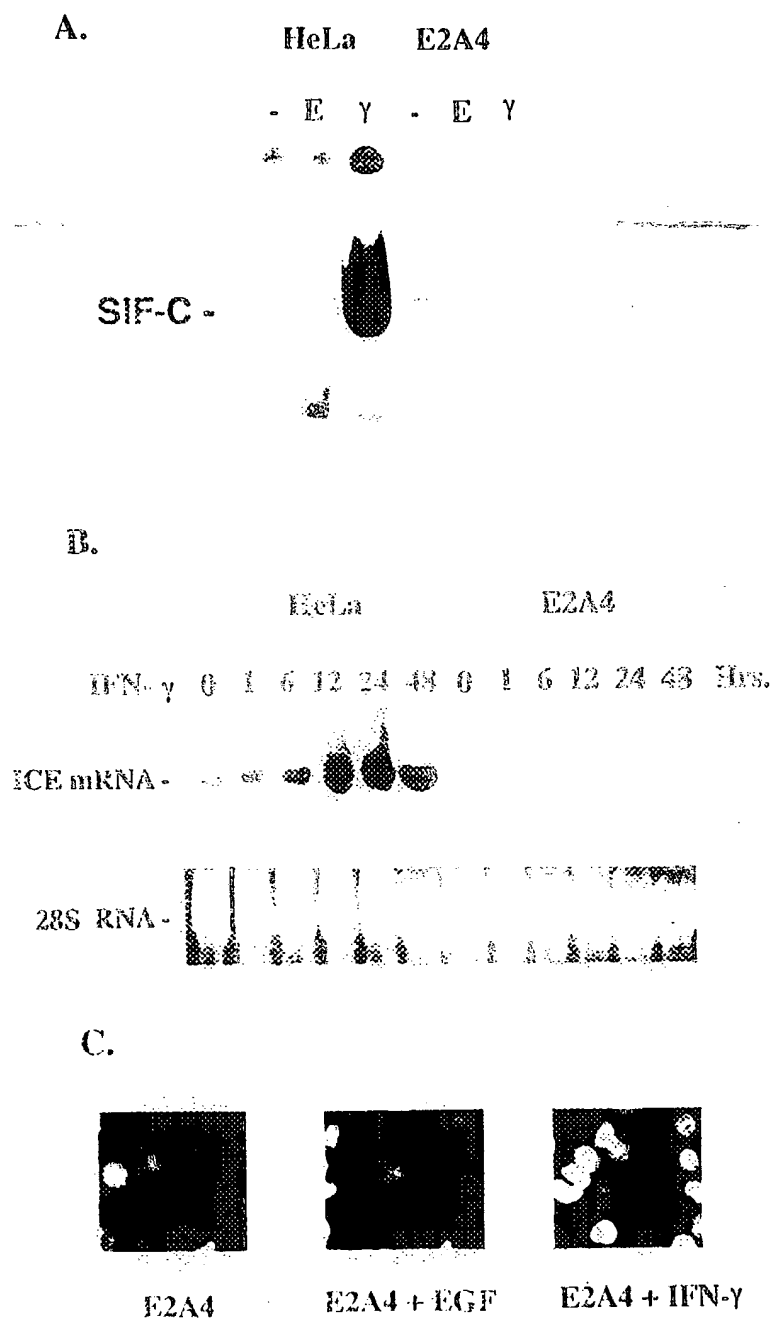 A.
HeLa E2A4
- E γ - E γ
SIF-C -
B.
HeLa E2A4
IFN- γ 0 1 6 12 24 48 0 1 6 12 24 48 Hrs.
ICE mRNA -
28S RNA -
C.
E2A4 E2A4 + EGF E2A4 + IFN-γ